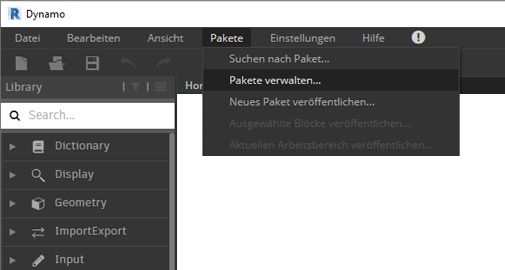 Dynamo
Datei Bearbeiten Ansicht Pakete Einstellungen Hilfe
Suchen nach Paket...
Library
Pakete verwalten...
Search...
Neues Paket veröffentlichen...
Ausgewählte Blöcke veröffentlichen...
Aktuellen Arbeitsbereich veröffentlichen...
Dictionary
Display
Geometry
ImportExport
Input